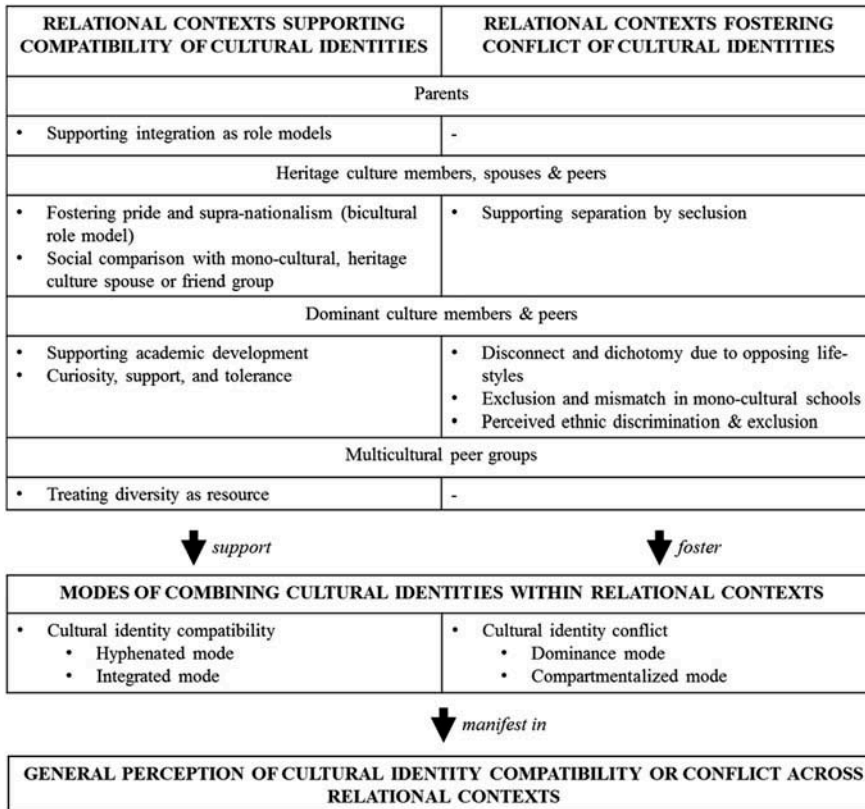 RELATIONAL CONTEXTS SUPPORTING
COMPATIBILITY OF CULTURAL IDENTITIES
RELATIONAL CONTEXTS FOSTERING
CONFLICT OF CULTURAL IDENTITIES
Parents
• Supporting integration as role models
-
Heritage culture members, spouses & peers
• Fostering pride and supra-nationalism (bicultural
role model)
• Social comparison with mono-cultural, heritage
culture spouse or friend group
• Supporting separation by seclusion
Dominant culture members & peers
• Supporting academic development
• Curiosity, support, and tolerance
• Disconnect and dichotomy due to opposing life-
styles
• Exclusion and mismatch in mono-cultural schools
• Perceived ethnic discrimination & exclusion
Multicultural peer groups
• Treating diversity as resource
-
support
foster
MODES OF COMBINING CULTURAL IDENTITIES WITHIN RELATIONAL CONTEXTS
• Cultural identity compatibility
• Hyphenated mode
• Integrated mode
• Cultural identity conflict
• Dominance mode
• Compartmentalized mode
manifest in
GENERAL PERCEPTION OF CULTURAL IDENTITY COMPATIBILITY OR CONFLICT ACROSS
RELATIONAL CONTEXTS